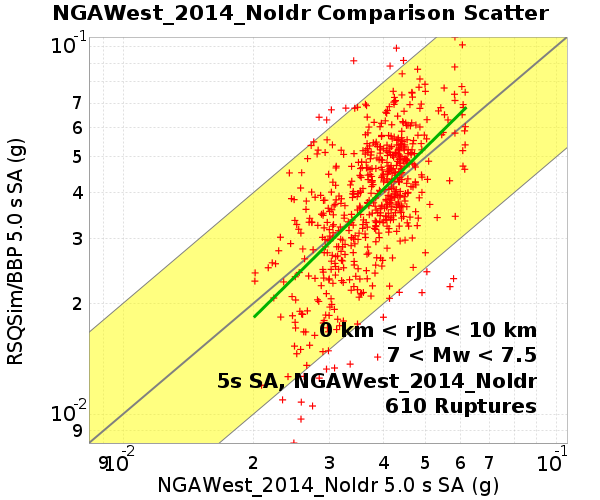 NGAWest_2014_NoIdr Comparison Scatter
RSQSim/BBP 5.0 s SA (g)
10-1
7
6
5
4
3
2
10-2
9
0 km < rJB < 10 km
7 < Mw < 7.5
5s SA, NGAWest_2014_NoIdr
610 Ruptures
9 10-2 2 3 4 5 6 7 10-1
NGAWest_2014_NoIdr 5.0 s SA (g)